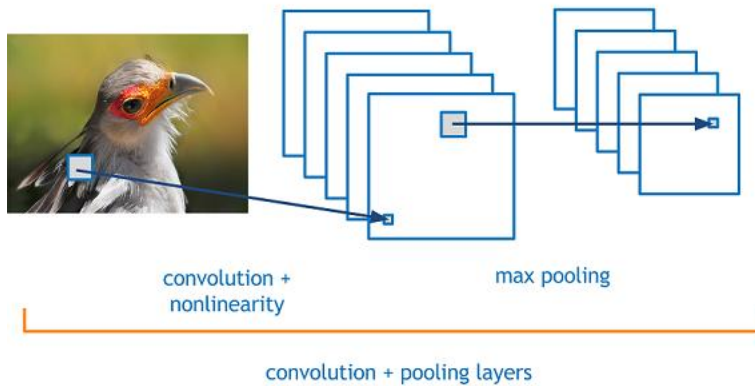 convolution +
nonlinearity
max pooling
convolution + pooling layers